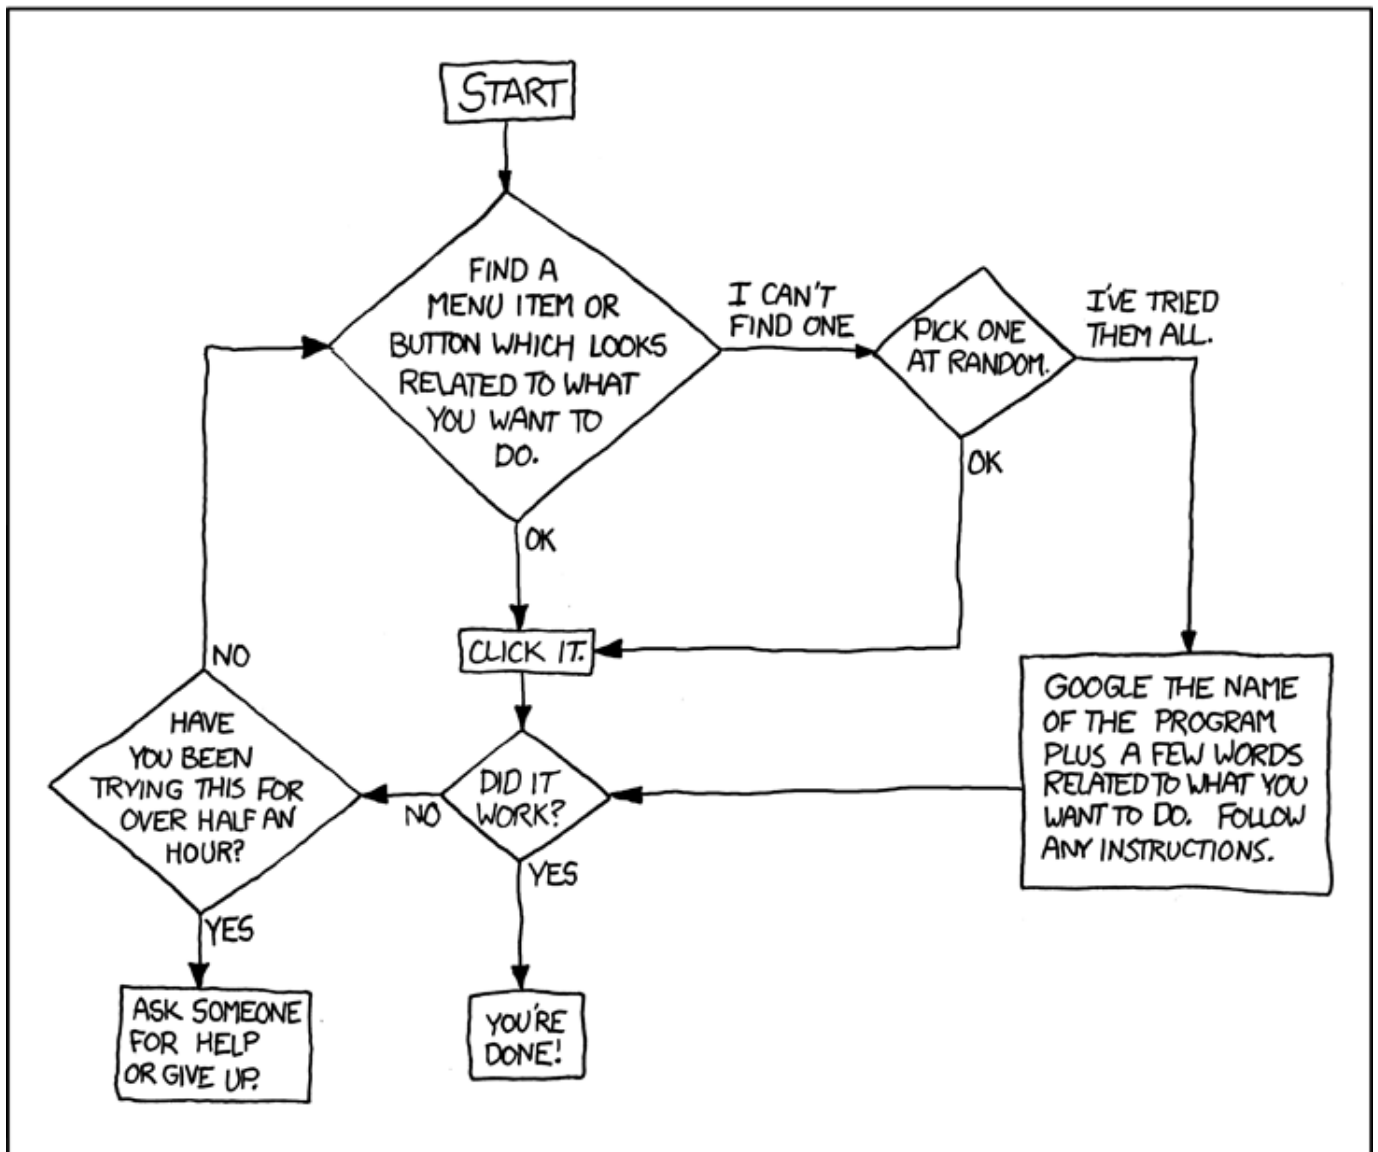 START
FIND A
MENU ITEM OR
BUTTON WHICH LOOKS
RELATED TO WHAT
YOU WANT TO
DO.
I CAN'T
FIND ONE
PICK ONE
AT RANDOM.
I'VE TRIED
THEM ALL.
OK
OK
CLICK IT.
NO
HAVE
YOU BEEN
TRYING THIS FOR
OVER HALF AN
HOUR?
NO
DID IT
WORK?
GOOGLE THE NAME
OF THE PROGRAM
PLUS A FEW WORDS
RELATED TO WHAT YOU
WANT TO DO. FOLLOW
ANY INSTRUCTIONS.
YES
YES
ASK SOMEONE
FOR HELP
OR GIVE UP.
YOU'RE
DONE!